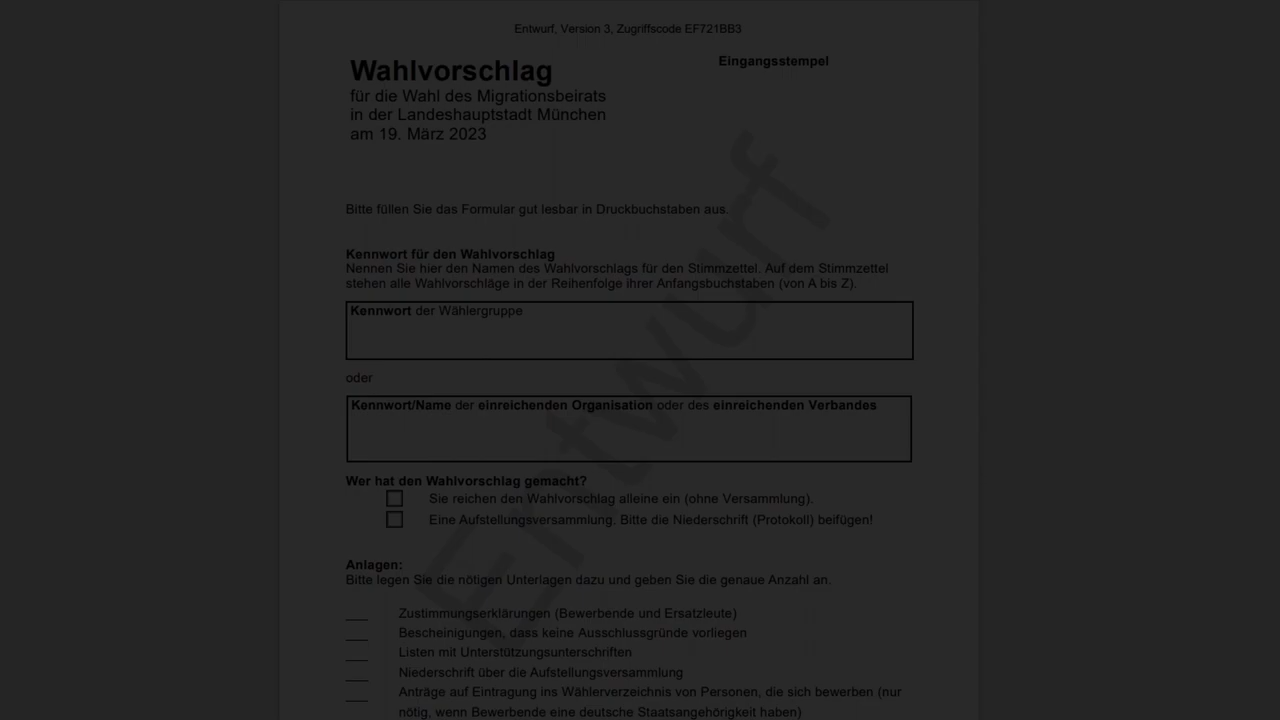 Entwurf, Version 3, Zugriffscode EF721BB3
Eingangsstempel
Wahlvorschlag
für die Wahl des Migrationsbeirats
in der Landeshauptstadt München
am 19. März 2023
Bitte füllen Sie das Formular gut lesbar in Druckbuchstaben aus.
Kennwort für den Wahlvorschlag
Nennen Sie hier den Namen des Wahlvorschlags für den Stimmzettel. Auf dem Stimmzettel
stehen alle Wahlvorschläge in der Reihenfolge ihrer Anfangsbuchstaben (von A bis Z).
Kennwort der Wählergruppe
oder
Kennwort/Name der einreichenden Organisation oder des einreichenden Verbandes
Wer hat den Wahlvorschlag gemacht?
Sie reichen den Wahlvorschlag alleine ein (ohne Versammlung).
Eine Aufstellungsversammlung. Bitte die Niederschrift (Protokoll) beifügen!
Anlagen:
Bitte legen Sie die nötigen Unterlagen dazu und geben Sie die genaue Anzahl an.
Zustimmungserklärungen (Bewerbende und Ersatzleute)
Bescheinigungen, dass keine Ausschlussgründe vorliegen
Listen mit Unterstützungsunterschriften
Niederschrift über die Aufstellungsversammlung
Anträge auf Eintragung ins Wählerverzeichnis von Personen, die sich bewerben (nur
nötig, wenn Bewerbende eine deutsche Staatsangehörigkeit haben)
Entwurf